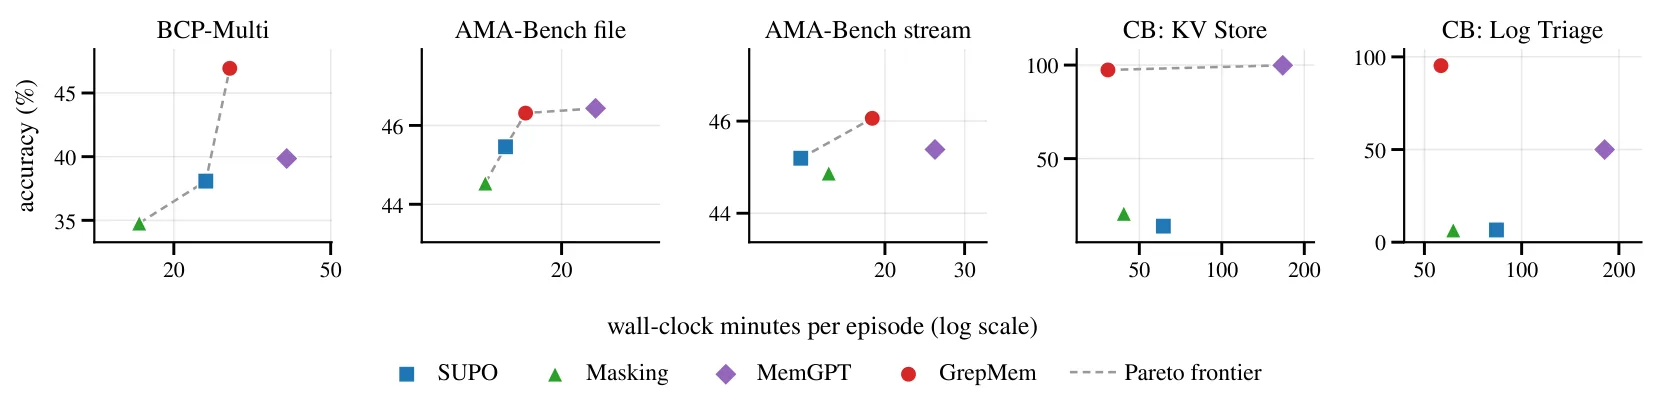 BCP-Multi
AMA-Bench file
AMA-Bench stream
CB: KV Store
CB: Log Triage
accuracy (%)
45
40
35
20
50
46
44
20
46
44
20
30
100
50
50
100
200
100
50
0
50
100
200
wall-clock minutes per episode (log scale)
SUPO
Masking
MemGPT
GrepMem
Pareto frontier